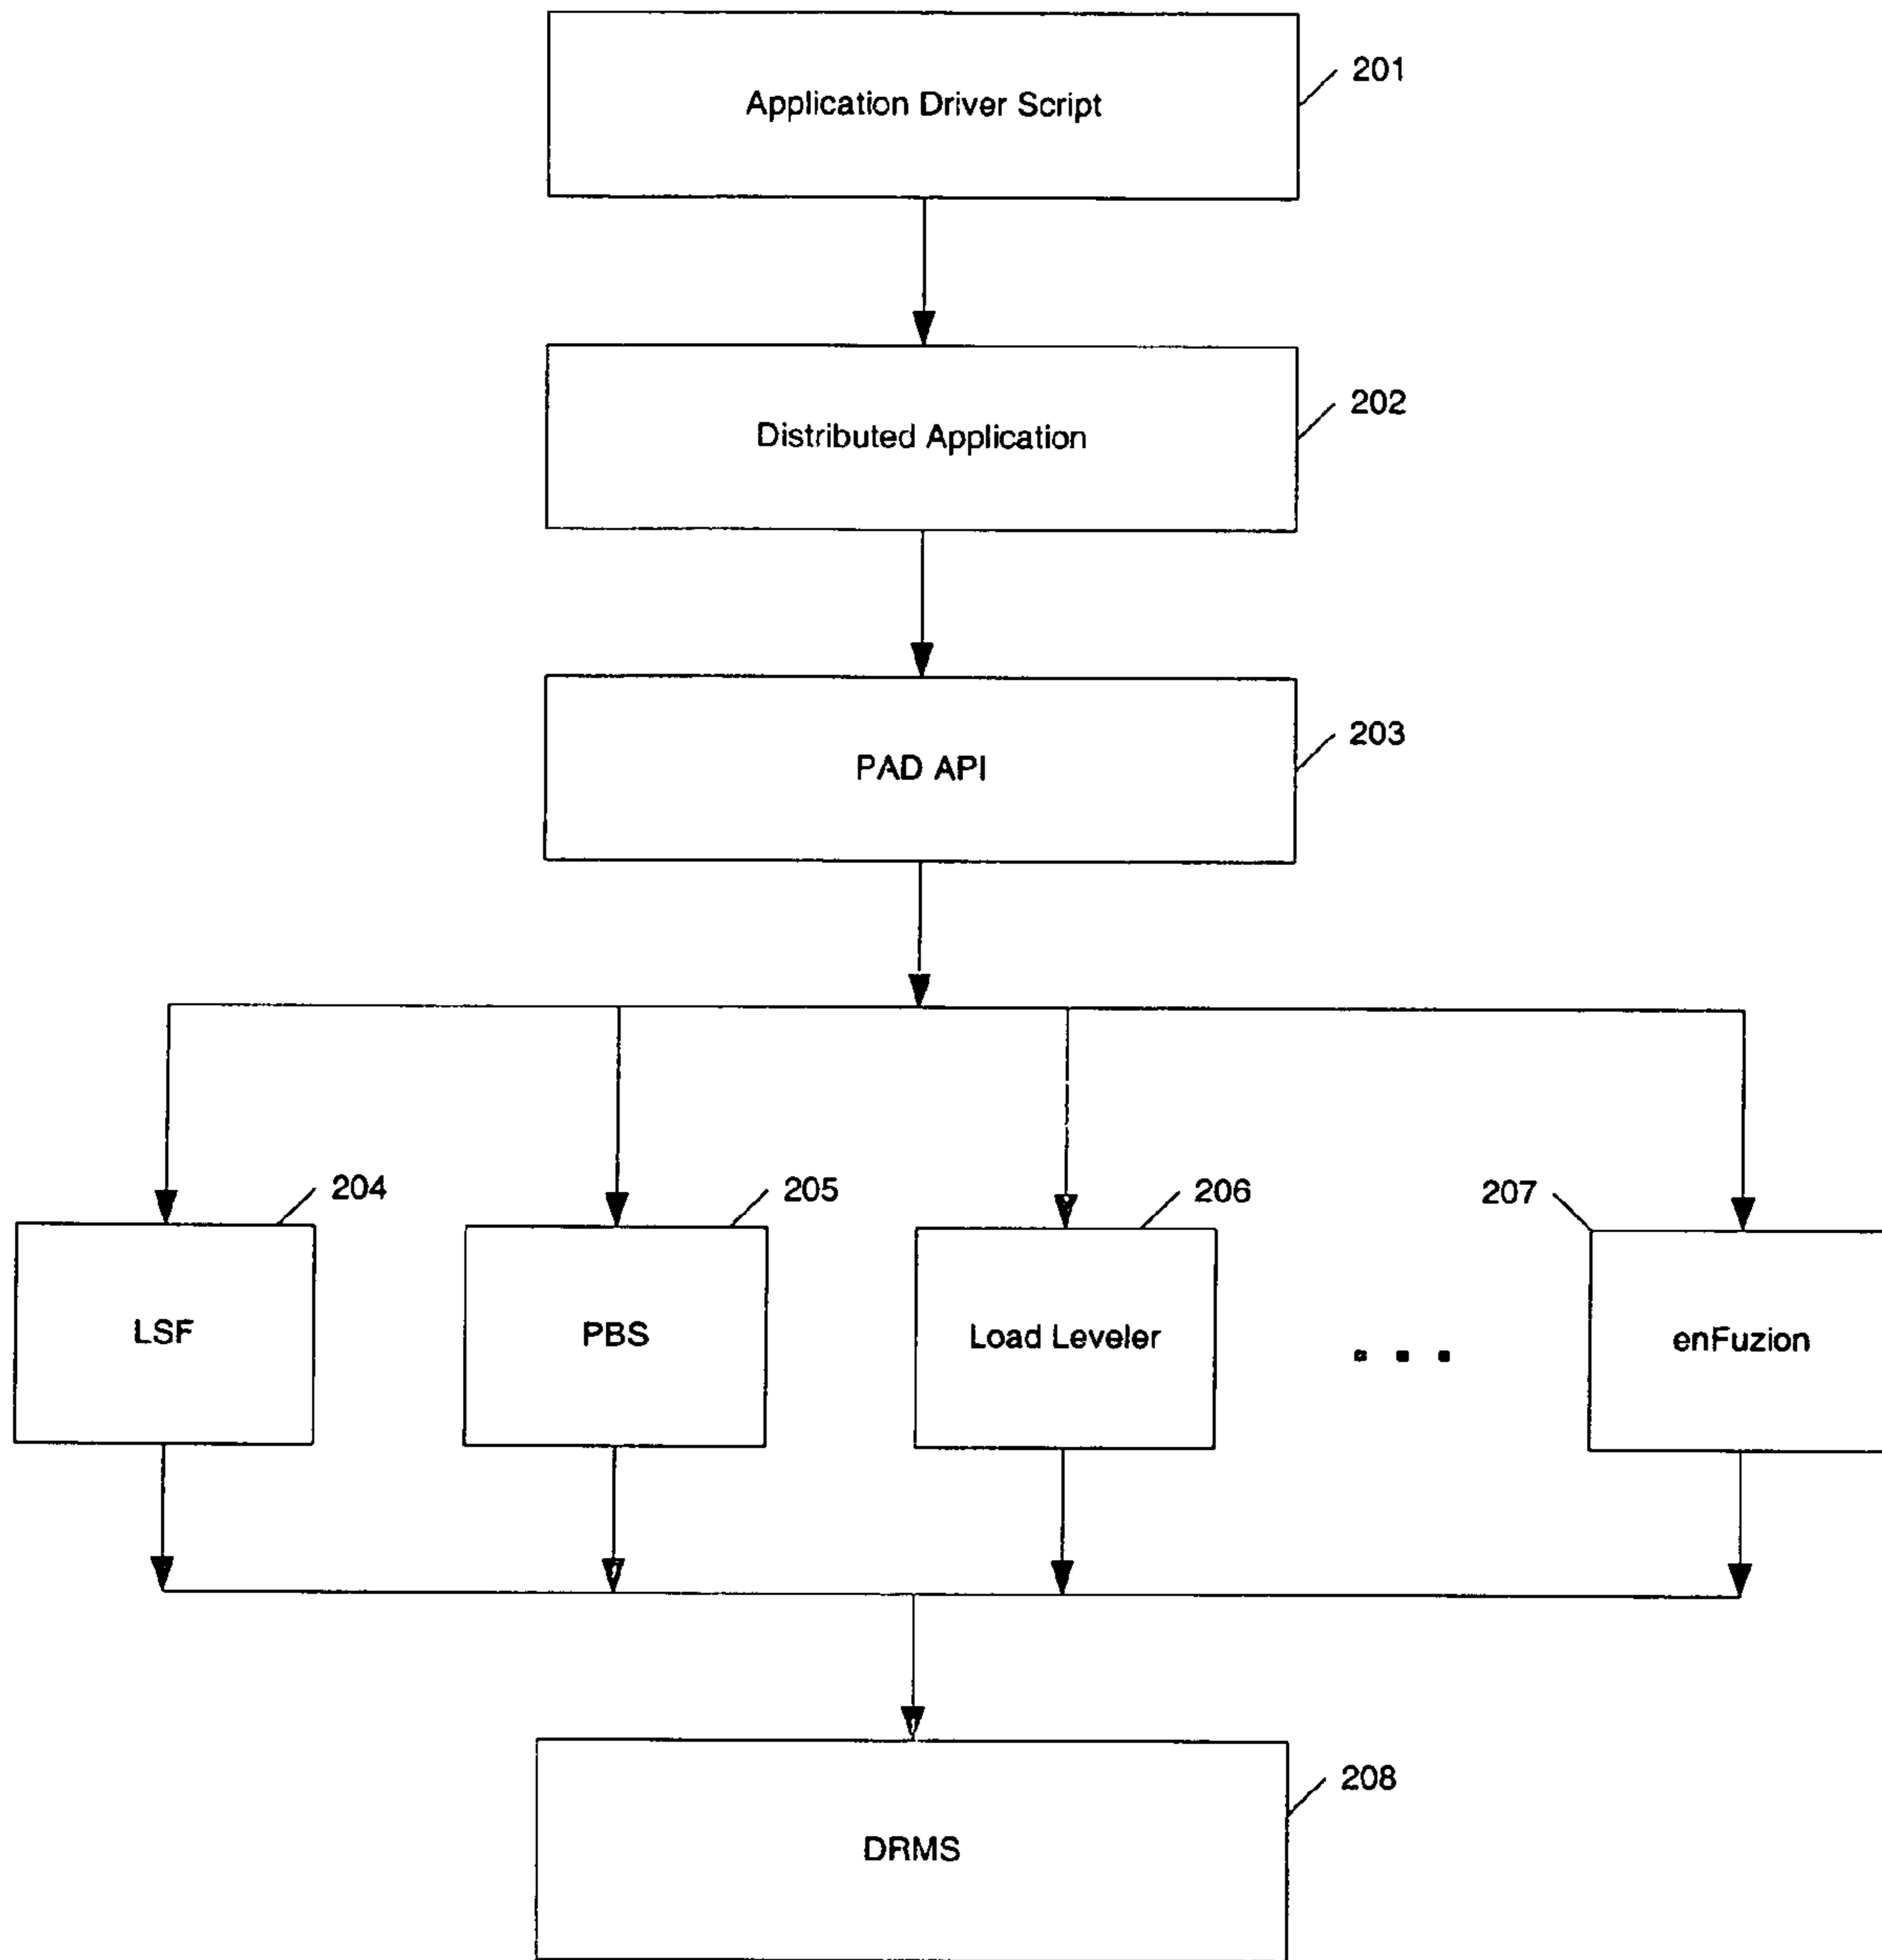 Application Driver Script
201
Distributed Application
202
PAD API
203
204
205
206
207
LSF
PBS
Load Leveler
. . .
enFuzion
208
DRMS